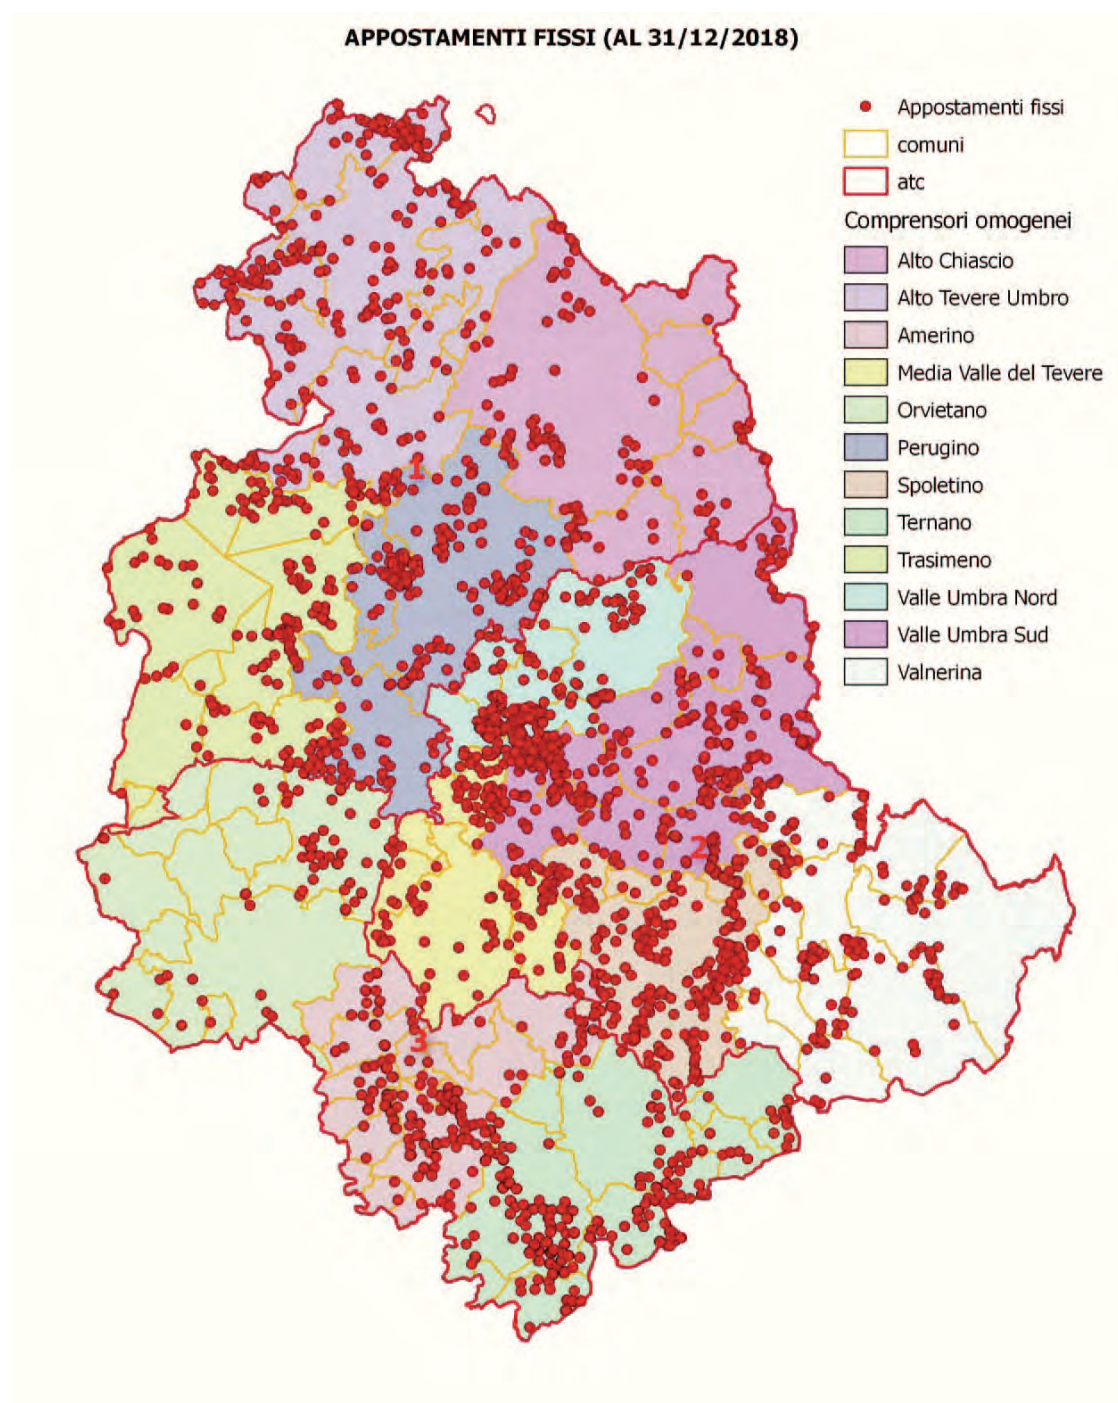 APPOSTAMENTI FISSI (AL 31/12/2018)
Appostamenti fissi
comuni
atc
Comprensori omogenei
Alto Chiascio
Alto Tevere Umbro
Amerino
Media Valle del Tevere
Orvietano
Perugino
Spoletino
Ternano
Trasimeno
Valle Umbra Nord
Valle Umbra Sud
Valnerina
1
2
3